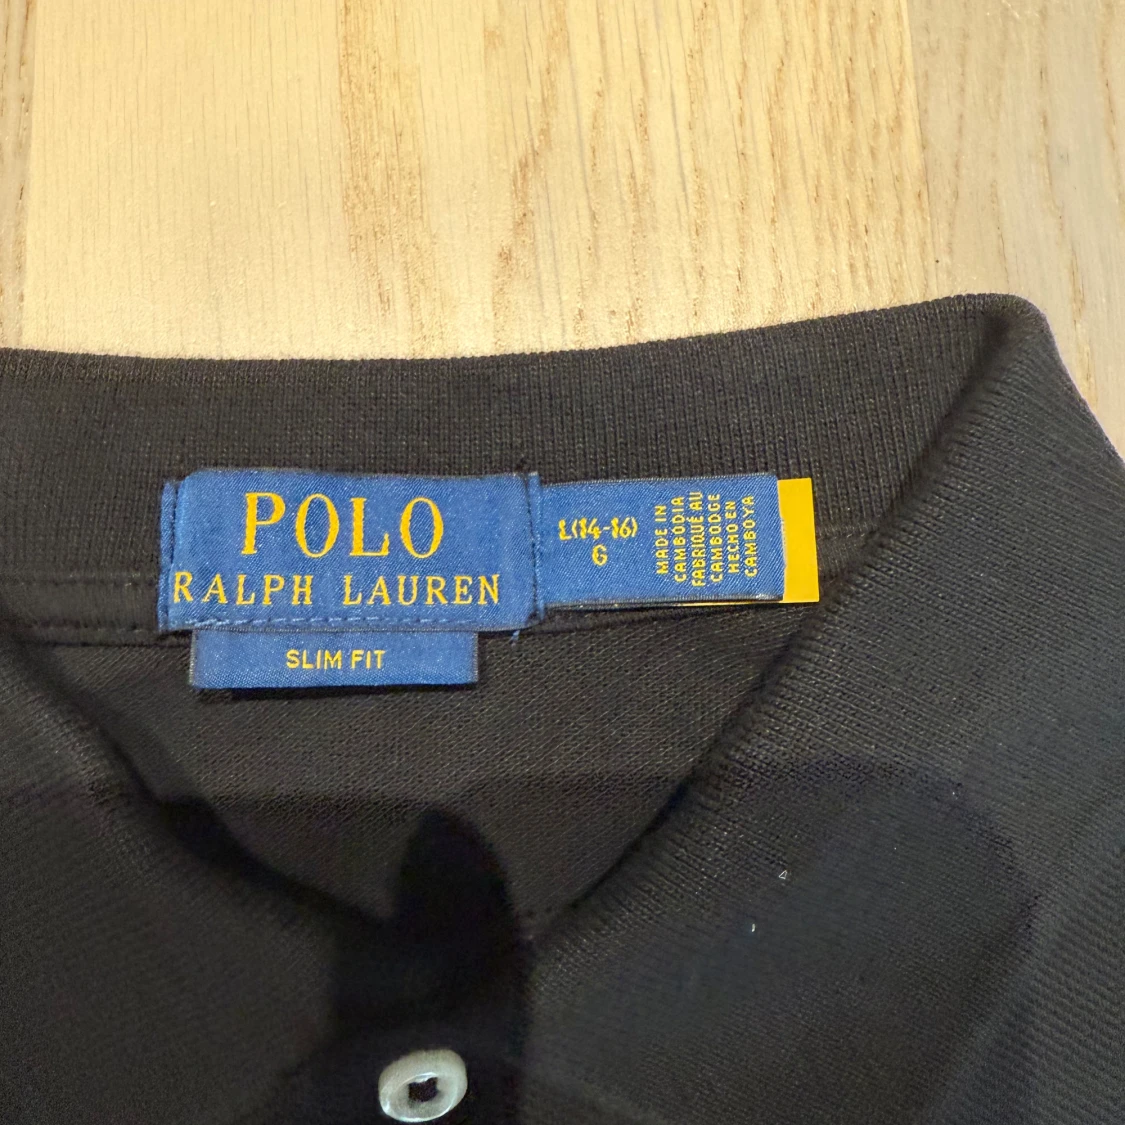 POLO
RALPH LAUREN
SLIM FIT
L(14-16)
G
MADE IN
CAMBODIA
FABRIQUÉ AU
CAMBODGE
HECHO EN
CAMBOYA